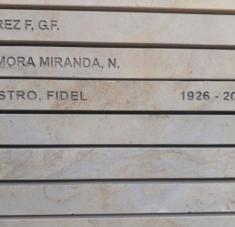 REZ F, G.F.
MORA MIRANDA, N.
STRO, FIDEL 1926 - 20